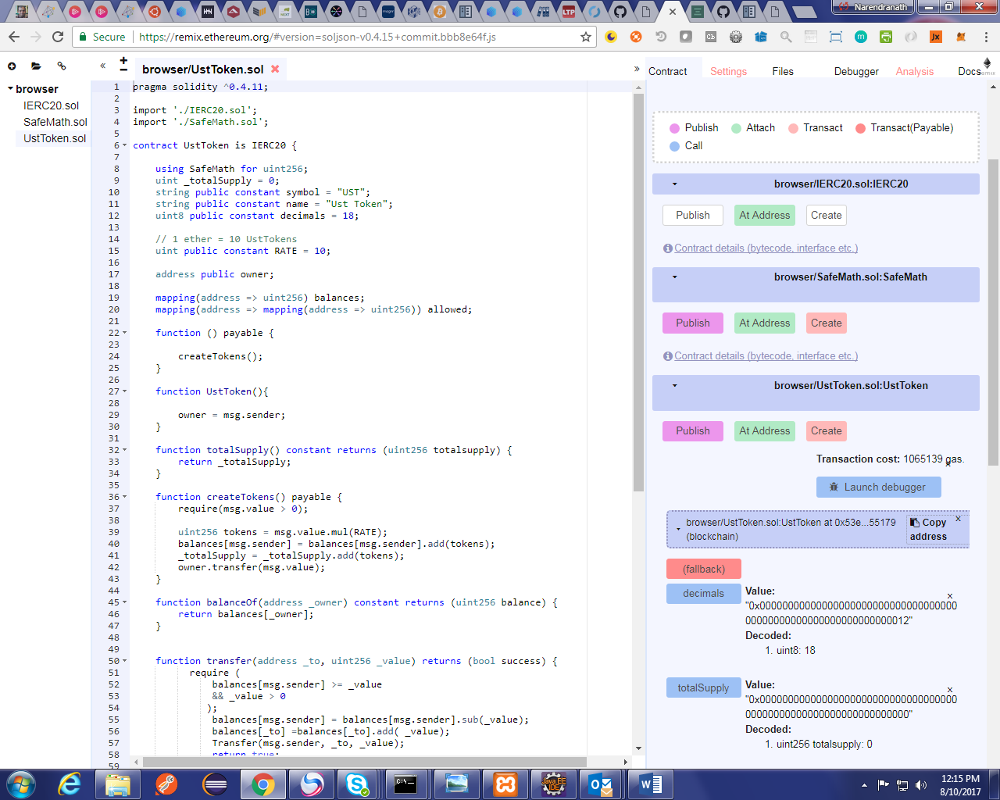 Narendranath
Secure | https://remix.ethereum.org/#version=soljson-v0.4.15+commit.bbb8e64f.js
browser/UstToken.sol
Contract Settings Files Debugger Analysis Docs
browser
IERC20.sol
SafeMath.sol
UstToken.sol
1 pragma solidity ^0.4.11;
2
3 import './IERC20.sol';
4 import './SafeMath.sol';
5
6 contract UstToken is IERC20 {
7
8 using SafeMath for uint256;
9 uint _totalSupply = 0;
10 string public constant symbol = "UST";
11 string public constant name = "Ust Token";
12 uint8 public constant decimals = 18;
13
14 // 1 ether = 10 UstTokens
15 uint public constant RATE = 10;
16
17 address public owner;
18
19 mapping(address => uint256) balances;
20 mapping(address => mapping(address => uint256)) allowed;
21
22 function () payable {
23
24 createTokens();
25 }
26
27 function UstToken(){
28
29 owner = msg.sender;
30 }
31
32 function totalSupply() constant returns (uint256 totalsupply) {
33 return _totalSupply;
34 }
35
36 function createTokens() payable {
37 require(msg.value > 0);
38
39 uint256 tokens = msg.value.mul(RATE);
40 balances[msg.sender] = balances[msg.sender].add(tokens);
41 _totalSupply = _totalSupply.add(tokens);
42 owner.transfer(msg.value);
43 }
44
45 function balanceOf(address _owner) constant returns (uint256 balance) {
46 return balances[_owner];
47 }
48
49
50 function transfer(address _to, uint256 _value) returns (bool success) {
51 require (
52 balances[msg.sender] >= _value
53 && _value > 0
54 );
55 balances[msg.sender] = balances[msg.sender].sub(_value);
56 balances[_to] =balances[_to].add( _value);
57 Transfer(msg.sender, _to, _value);
58 return true;
59
Publish Attach Transact Transact(Payable)
Call
browser/IERC20.sol:IERC20
Publish At Address Create
Contract details (bytecode, interface etc.)
browser/SafeMath.sol:SafeMath
Publish At Address Create
Contract details (bytecode, interface etc.)
browser/UstToken.sol:UstToken
Publish At Address Create
Transaction cost: 1065139 gas.
Launch debugger
browser/UstToken.sol:UstToken at 0x53e...55179
(blockchain)
Copy
address
(fallback)
decimals
Value:
Decoded:
1. uint8: 18
totalSupply
Value:
Decoded:
1. uint256 totalsupply: 0
12:15 PM
8/10/2017